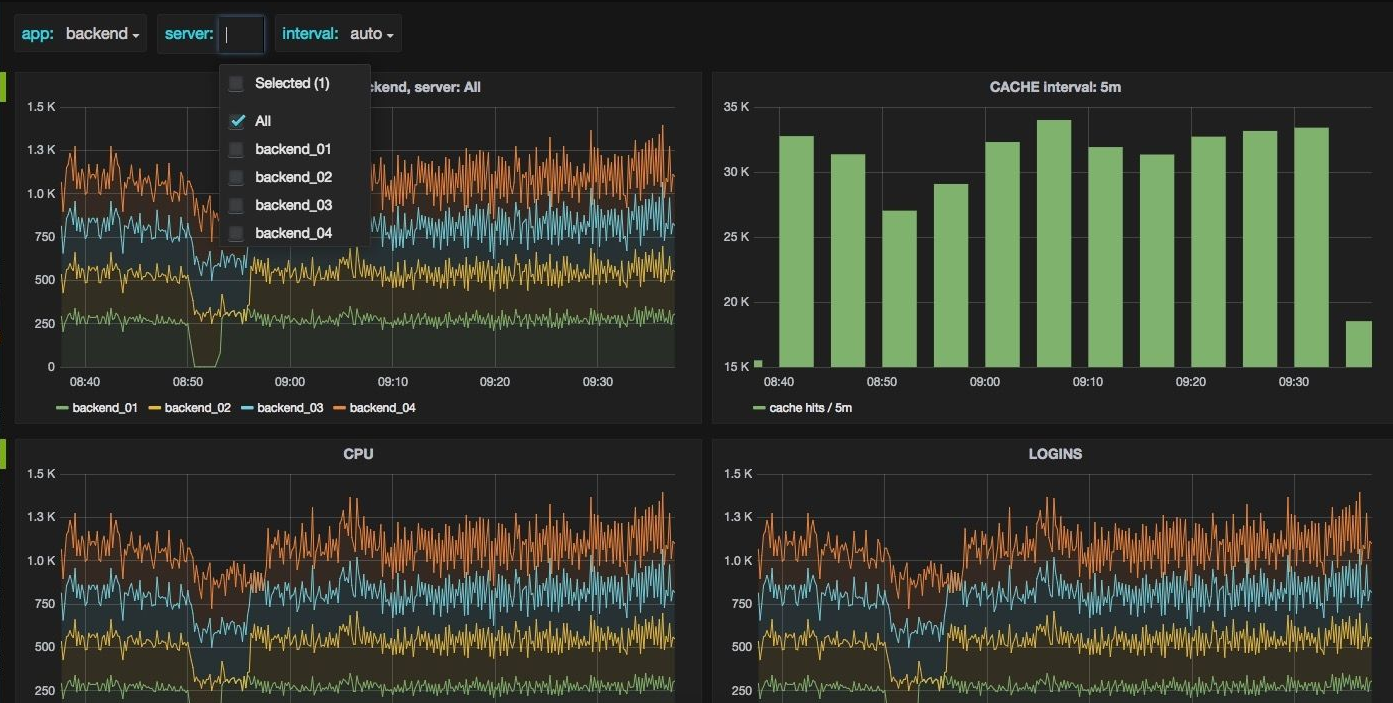 app: backend server: interval: auto
Selected (1)
All
backend_01
backend_02
backend_03
backend_04
ckend, server: All
1.5 K
1.3 K
1.0 K
750
500
250
0
08:40 08:50 09:00 09:10 09:20 09:30
backend_01 backend_02 backend_03 backend_04
CACHE interval: 5m
35 K
30 K
25 K
20 K
15 K
08:40 08:50 09:00 09:10 09:20 09:30
cache hits / 5m
CPU
1.5 K
1.3 K
1.0 K
750
500
250
LOGINS
1.5 K
1.3 K
1.0 K
750
500
250